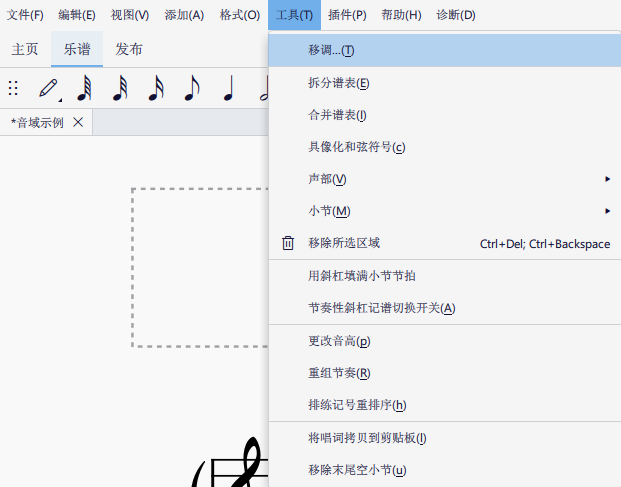 文件(F) 编辑(E) 视图(V) 添加(A) 格式(O) 工具(T) 插件(P) 帮助(H) 诊断(D)
主页 乐谱 发布
*音域示例
移调...(T)
拆分谱表(E)
合并谱表(I)
具像化和弦符号(c)
声部(V)
小节(M)
移除所选区域 Ctrl+Del; Ctrl+Backspace
用斜杠填满小节节拍
节奏性斜杠记谱切换开关(A)
更改音高(p)
重组节奏(R)
排练记号重排序(h)
将唱词拷贝到剪贴板(l)
移除末尾空小节(u)